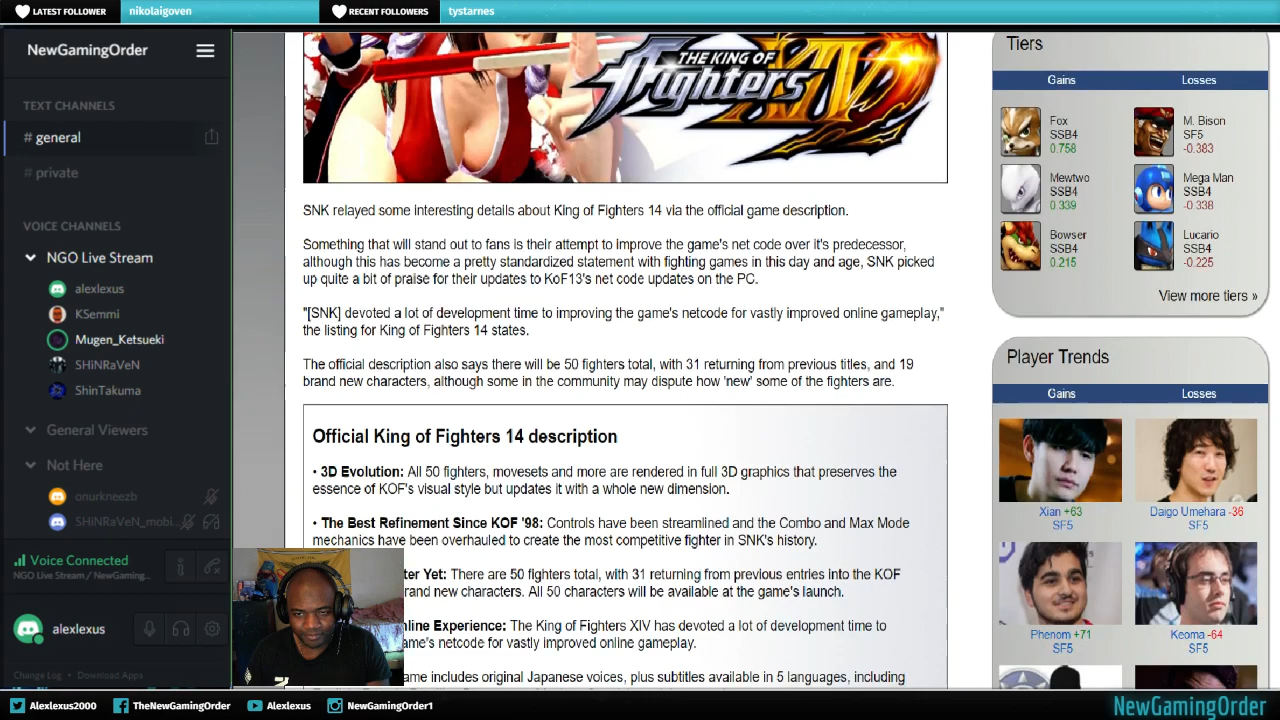 LATEST FOLLOWER
nikolaigoven
RECENT FOLLOWERS
tystarnes
NewGamingOrder
TEXT CHANNELS
# general
# private
VOICE CHANNELS
NGO Live Stream
alexlexus
KSemmi
Mugen_Ketsueki
SHiNRaVeN
ShinTakuma
General Viewers
Not Here
onurkneezb
SHiNRaVeN_mobi...
Voice Connected
NGO Live Stream / NewGaming...
alexlexus
Change Log • Download Apps
THE KING OF
Fighters XIV
SNK relayed some interesting details about King of Fighters 14 via the official game description.
Something that will stand out to fans is their attempt to improve the game's net code over it's predecessor,
although this has become a pretty standardized statement with fighting games in this day and age, SNK picked
up quite a bit of praise for their updates to KoF13's net code updates on the PC.
"[SNK] devoted a lot of development time to improving the game's netcode for vastly improved online gameplay,"
the listing for King of Fighters 14 states.
The official description also says there will be 50 fighters total, with 31 returning from previous titles, and 19
brand new characters, although some in the community may dispute how 'new' some of the fighters are.
Official King of Fighters 14 description
• 3D Evolution: All 50 fighters, movesets and more are rendered in full 3D graphics that preserves the
essence of KOF's visual style but updates it with a whole new dimension.
• The Best Refinement Since KOF '98: Controls have been streamlined and the Combo and Max Mode
mechanics have been overhauled to create the most competitive fighter in SNK's history.
ter Yet: There are 50 fighters total, with 31 returning from previous entries into the KOF
rand new characters. All 50 characters will be available at the game's launch.
nline Experience: The King of Fighters XIV has devoted a lot of development time to
ame's netcode for vastly improved online gameplay.
ame includes original Japanese voices, plus subtitles available in 5 languages, including
Tiers
Gains Losses
Fox
SSB4
0.758
M. Bison
SF5
-0.383
Mewtwo
SSB4
0.339
Mega Man
SSB4
-0.338
Bowser
SSB4
0.215
Lucario
SSB4
-0.225
View more tiers »
Player Trends
Gains Losses
Xian +63
SF5
Daigo Umehara -36
SF5
Phenom +71
SF5
Keoma -64
SF5
Alexlexus2000
TheNewGamingOrder
Alexlexus
NewGamingOrder1
NewGamingOrder